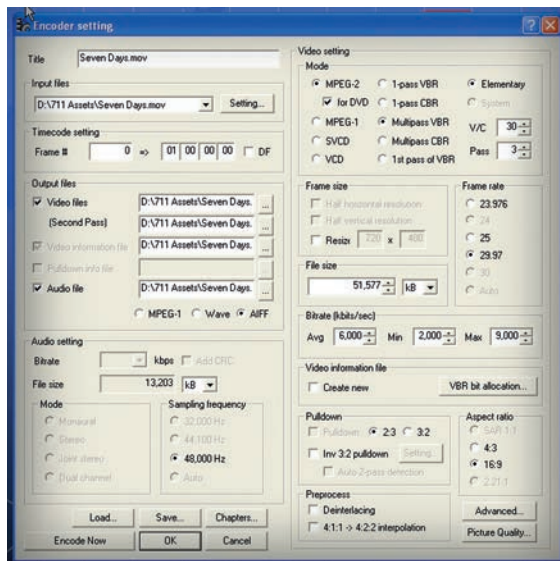 Encoder setting
Title Seven Days.mov
Input files
D:\711 Assets\Seven Days.mov Setting...
Timecode setting
Frame # 0 => 01 00 00 00 DF
Output files
Video files D:\711 Assets\Seven Days. ...
(Second Pass) D:\711 Assets\Seven Days. ...
Video information file D:\711 Assets\Seven Days. ...
Pulldown info file ...
Audio file D:\711 Assets\Seven Days. ...
MPEG-1 Wave AIFF
Audio setting
Bitrate kbps Add CRC
File size 13,203 kB
Mode
Monaural
Stereo
Joint stereo
Dual channel
Sampling frequency
32,000 Hz
44,100 Hz
48,000 Hz
Auto
Load... Save... Chapters...
Encode Now OK Cancel
Video setting
Mode
MPEG-2 1-pass VBR Elementary
for DVD 1-pass CBR System
MPEG-1 Multipass VBR V/C 30
SVCD Multipass CBR Pass 3
VCD 1st pass of VBR
Frame size
Half horizontal resolution
Half vertical resolution
Resize 720 x 480
Frame rate
23.976
24
25
29.97
30
Auto
File size
51,577 kB
Bitrate (kbits/sec)
Avg 6,000 Min 2,000 Max 9,000
Video information file
Create new VBR bit allocation...
Pulldown
Pulldown 2:3 3:2
Inv 3:2 pulldown Setting...
Auto 2-pass detection
Aspect ratio
SAR 1:1
4:3
16:9
2.21:1
Preprocess
Deinterlacing
4:1:1 -> 4:2:2 interpolation
Advanced...
Picture Quality...